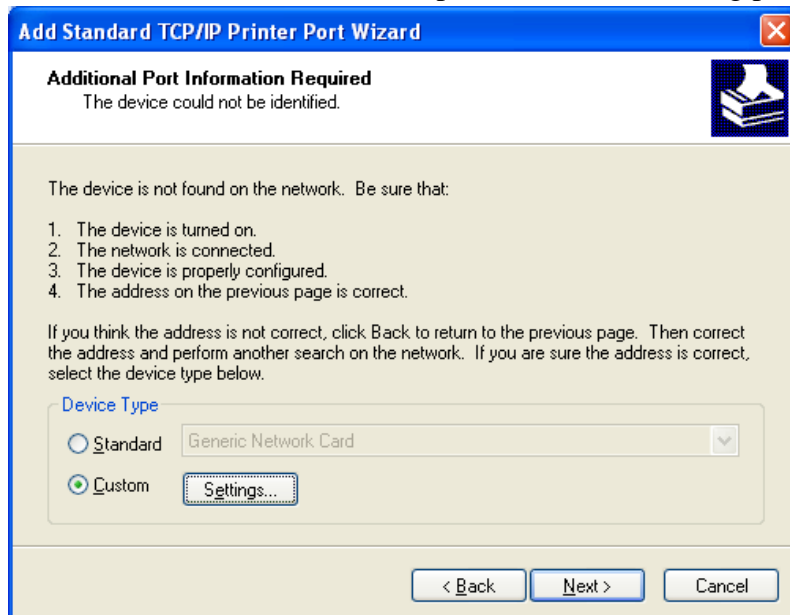 Add Standard TCP/IP Printer Port Wizard
Additional Port Information Required
The device could not be identified.
The device is not found on the network. Be sure that:
1. The device is turned on.
2. The network is connected.
3. The device is properly configured.
4. The address on the previous page is correct.
If you think the address is not correct, click Back to return to the previous page. Then correct
the address and perform another search on the network. If you are sure the address is correct,
select the device type below.
Device Type
Standard Generic Network Card
Custom Settings...
< Back Next > Cancel